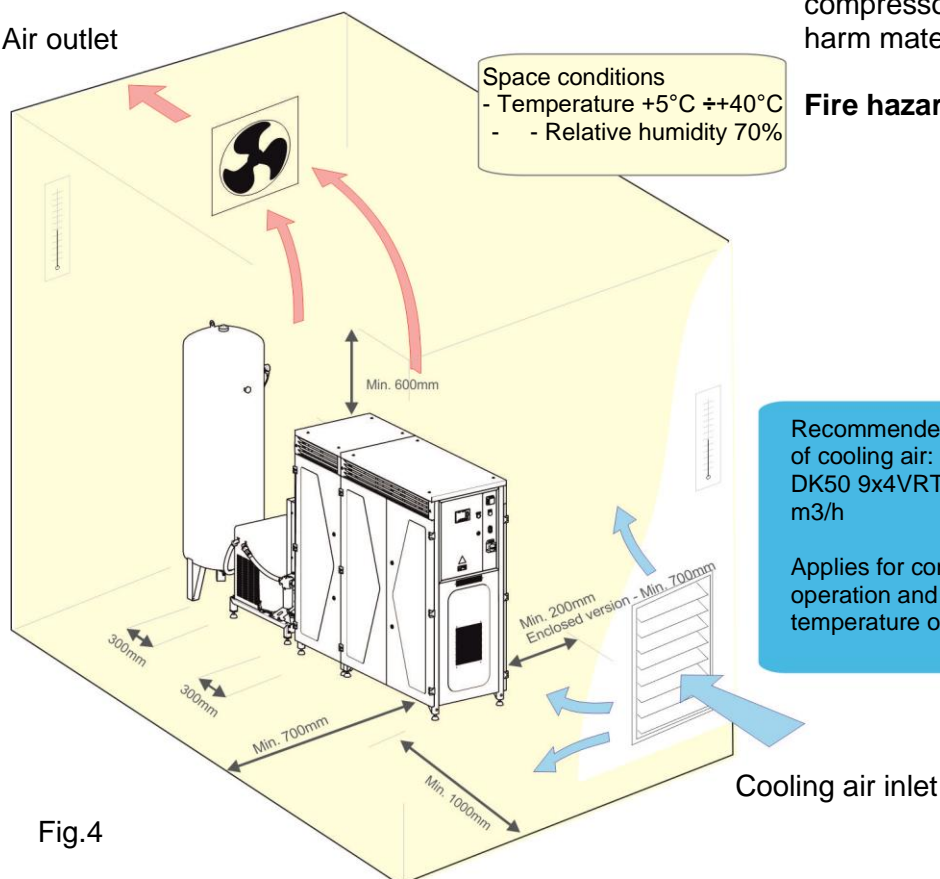 compresso
harm mate
Air outlet
Space conditions
- Temperature +5°C ÷+40°C
- - Relative humidity 70%
Fire hazar
Min. 600mm
Recommende
of cooling air:
DK50 9x4VRT
m3/h
Applies for con
operation and
temperature o
Min. 200mm
Enclosed version - Min. 700mm
300mm
300mm
Min. 700mm
Min. 1000mm
Cooling air inlet
Fig.4